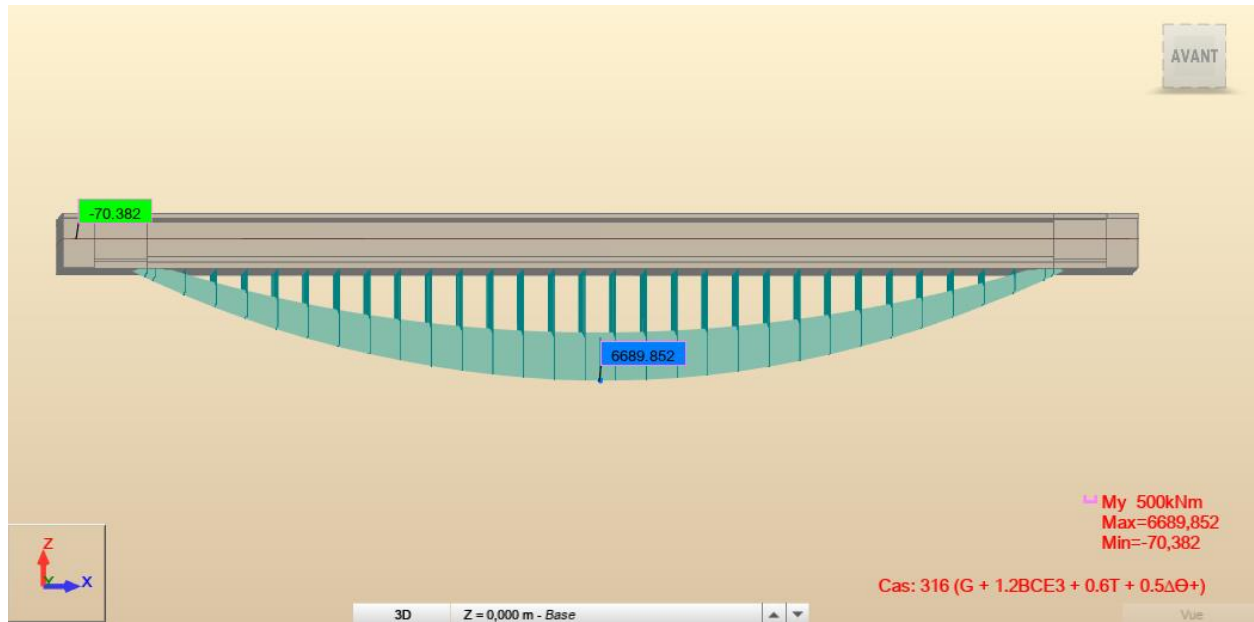 AVANT
-70.382
6689.852
My 500kNm
Max=6689,852
Min=-70,382
Cas: 316 (G + 1.2BCE3 + 0.6T + 0.5ΔΘ+)
Z
Y
X
3D Z = 0,000 m - Base Vue